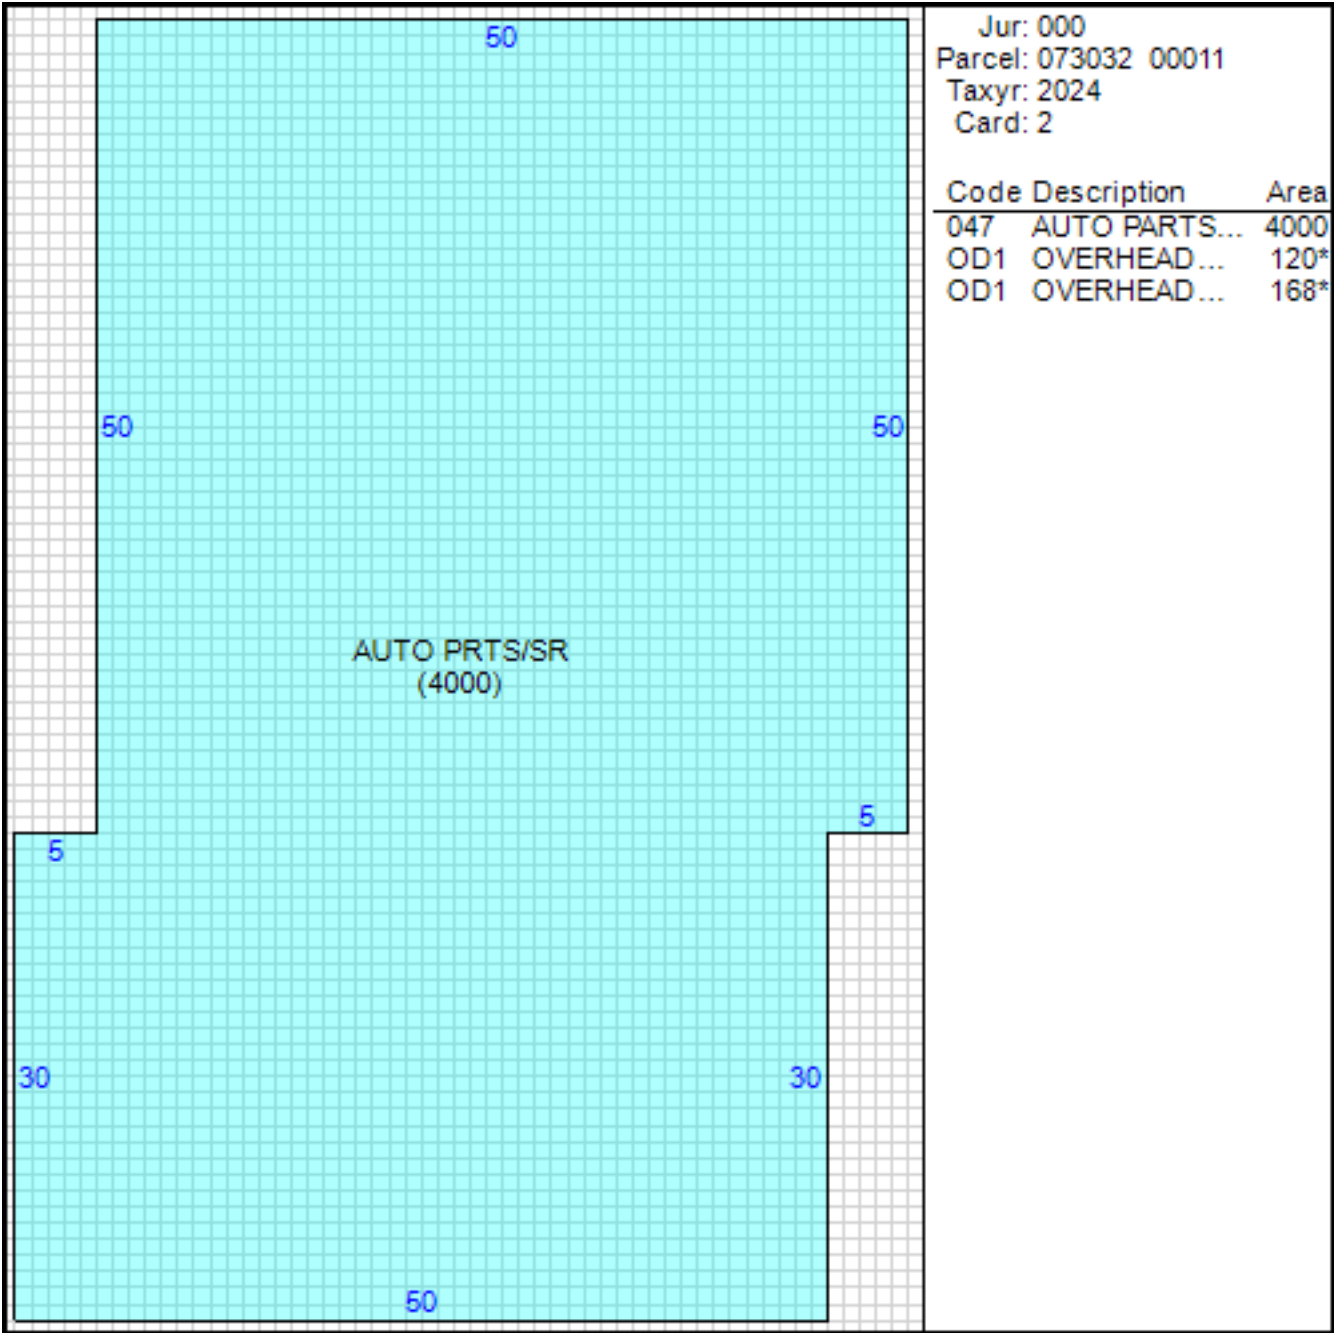 50
50
50
AUTO PRTS/SR
(4000)
5
5
30
30
50
Jur: 000
Parcel: 073032 00011
Taxyr: 2024
Card: 2
Code Description Area
047 AUTO PARTS... 4000
OD1 OVERHEAD... 120*
OD1 OVERHEAD... 168*